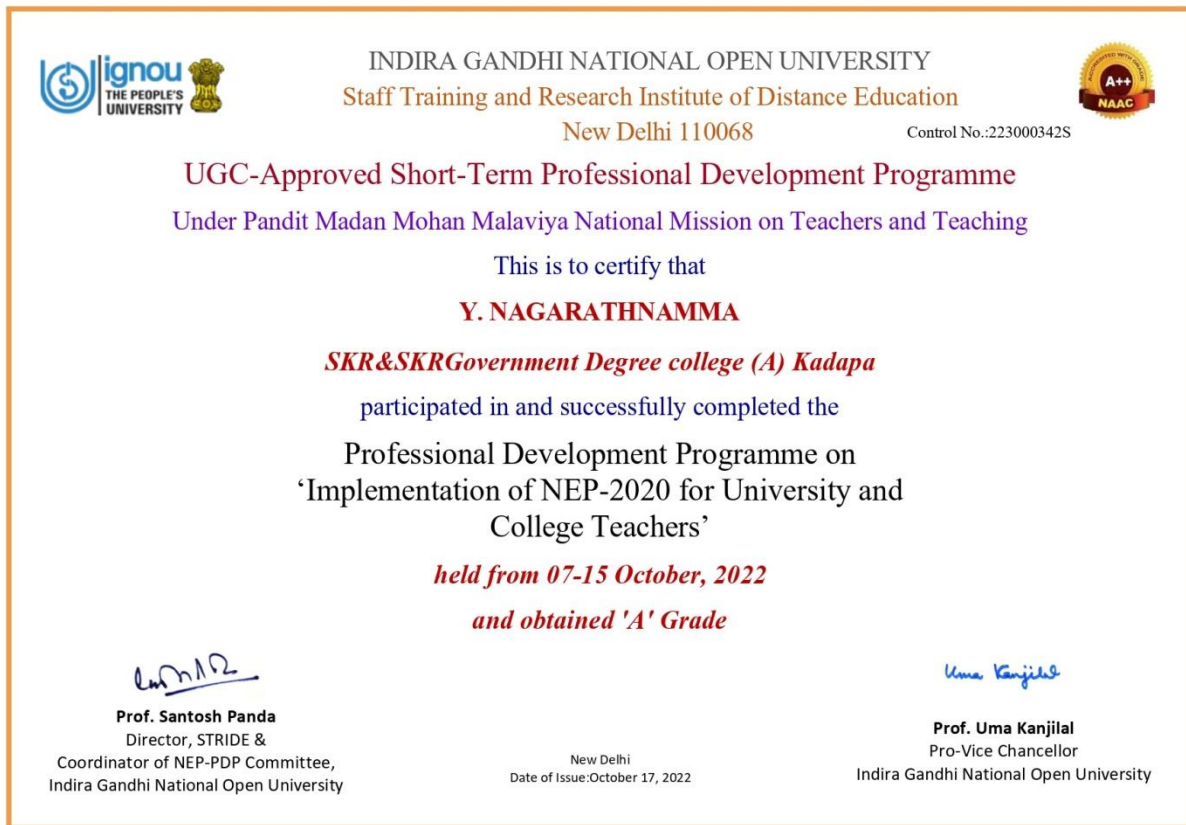 ignou
THE PEOPLE'S
UNIVERSITY
INDIRA GANDHI NATIONAL OPEN UNIVERSITY
Staff Training and Research Institute of Distance Education
New Delhi 110068
Control No.:223000342S
ACCREDITED WITH GRADE
A++
NAAC
UGC-Approved Short-Term Professional Development Programme
Under Pandit Madan Mohan Malaviya National Mission on Teachers and Teaching
This is to certify that
Y. NAGARATHNAMMA
SKR&SKRGovernment Degree college (A) Kadapa
participated in and successfully completed the
Professional Development Programme on
‘Implementation of NEP-2020 for University and
College Teachers’
held from 07-15 October, 2022
and obtained 'A' Grade
Prof. Santosh Panda
Director, STRIDE &
Coordinator of NEP-PDP Committee,
Indira Gandhi National Open University
New Delhi
Date of Issue:October 17, 2022
Uma Kanjilal
Prof. Uma Kanjilal
Pro-Vice Chancellor
Indira Gandhi National Open University